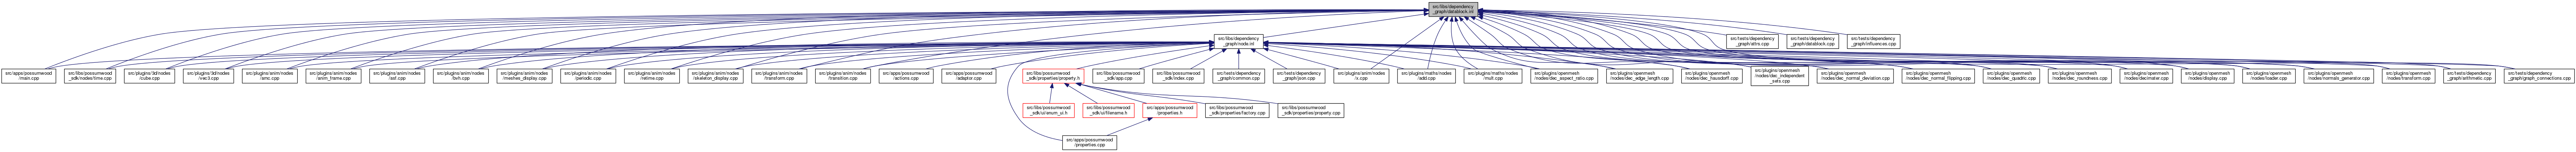 src/libs/dependency
_graph/datablock.inl
src/libs/dependency
_graph/node.inl
src/tests/dependency
_graph/attrs.cpp
src/tests/dependency
_graph/datablock.cpp
src/tests/dependency
_graph/influences.cpp
src/apps/possumwood
/main.cpp
src/libs/possumwood
_sdk/nodes/tms.cpp
src/plugins/3d/nodes
/cube.cpp
src/plugins/3d/nodes
/vec3.cpp
src/plugins/anim/nodes
/amc.cpp
src/plugins/anim/nodes
/anim_frame.cpp
src/plugins/anim/nodes
/asf.cpp
src/plugins/anim/nodes
/bvh.cpp
src/plugins/anim/nodes
/meshes_display.cpp
src/plugins/anim/nodes
/periodic.cpp
src/plugins/anim/nodes
/retime.cpp
src/plugins/anim/nodes
/skeleton_display.cpp
src/plugins/anim/nodes
/transform.cpp
src/plugins/anim/nodes
/transition.cpp
src/apps/possumwood
/actions.cpp
src/apps/possumwood
/adaptor.cpp
src/libs/possumwood
_sdk/properties/property.h
src/libs/possumwood
_sdk/app.cpp
src/libs/possumwood
_sdk/index.cpp
src/tests/dependency
_graph/common.cpp
src/tests/dependency
_graph/json.cpp
src/plugins/anim/nodes
/x.cpp
src/plugins/maths/nodes
/add.cpp
src/plugins/maths/nodes
/mult.cpp
src/plugins/openmesh
/nodes/dec_aspect_ratio.cpp
src/plugins/openmesh
/nodes/dec_edge_length.cpp
src/plugins/openmesh
/nodes/dec_hausdorff.cpp
src/plugins/openmesh
/nodes/dec_independent
_sets.cpp
src/plugins/openmesh
/nodes/dec_normal_deviation.cpp
src/plugins/openmesh
/nodes/dec_normal_flipping.cpp
src/plugins/openmesh
/nodes/dec_quadric.cpp
src/plugins/openmesh
/nodes/dec_roundness.cpp
src/plugins/openmesh
/nodes/decimater.cpp
src/plugins/openmesh
/nodes/display.cpp
src/plugins/openmesh
/nodes/loader.cpp
src/plugins/openmesh
/nodes/normals_generator.cpp
src/plugins/openmesh
/nodes/transform.cpp
src/tests/dependency
_graph/arithmetic.cpp
src/tests/dependency
_graph/graph_connections.cpp
src/libs/possumwood
_sdk/ui/enum_ui.h
src/libs/possumwood
_sdk/ui/filename.h
src/apps/possumwood
/properties.h
src/libs/possumwood
_sdk/properties/factory.cpp
src/libs/possumwood
_sdk/properties/property.cpp
src/apps/possumwood
/properties.cpp